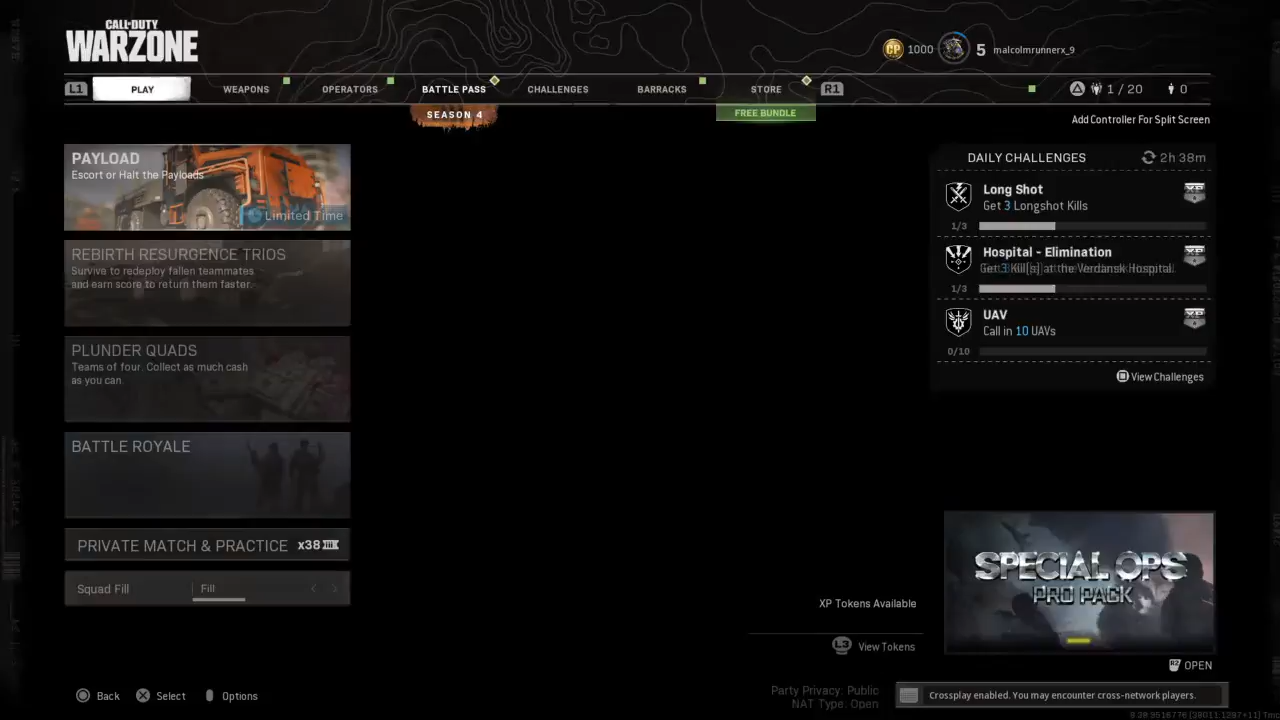 CALL OF DUTY
WARZONE
CP 1000 5 malcolmrunnerx_9
L1 PLAY WEAPONS OPERATORS BATTLE PASS CHALLENGES BARRACKS STORE R1 1 / 20 0
SEASON 4
FREE BUNDLE
Add Controller For Split Screen
PAYLOAD
Escort or Halt the Payloads
Limited Time
REBIRTH RESURGENCE TRIOS
Survive to redeploy fallen teammates
and earn score to return them faster.
PLUNDER QUADS
Teams of four. Collect as much cash
as you can.
BATTLE ROYALE
PRIVATE MATCH & PRACTICE x38
Squad Fill Fill
DAILY CHALLENGES 2h 38m
Long Shot XP
Get 3 Longshot Kills
1/3
Hospital - Elimination XP
Get 3 Kill[s] at the Verdansk Hospital.
1/3
UAV XP
Call in 10 UAVs
0/10
View Challenges
SPECIAL OPS
PRO PACK
XP Tokens Available
L3 View Tokens
R2 OPEN
Back Select Options
Party Privacy: Public
NAT Type: Open
Crossplay enabled. You may encounter cross-network players.